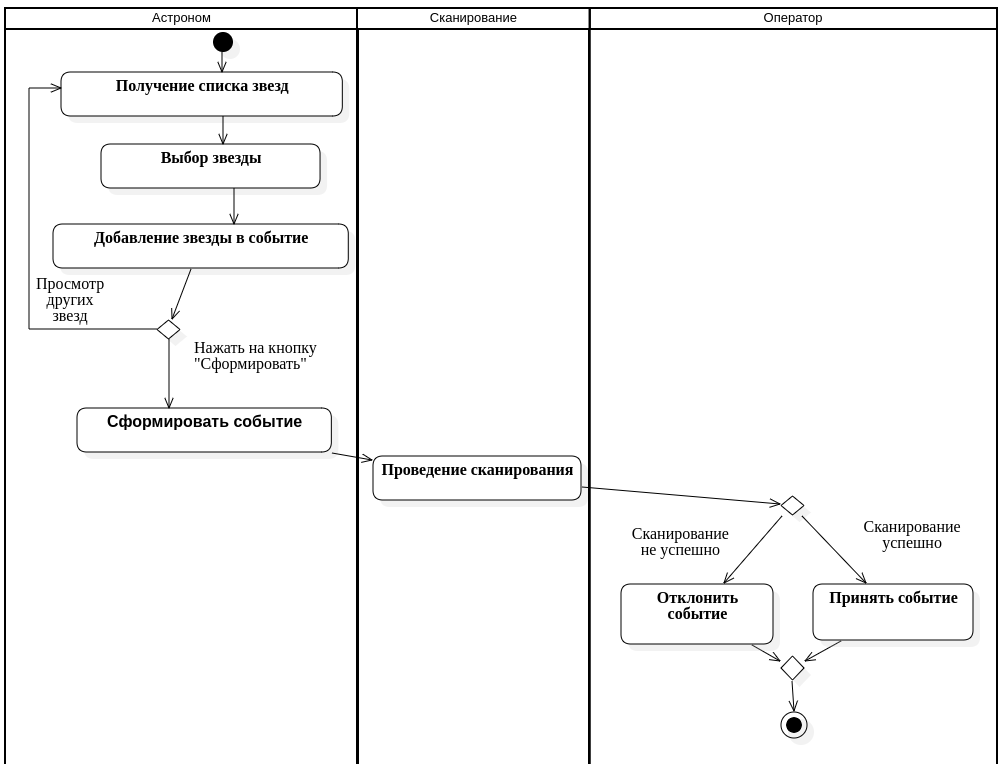 Астроном
Сканирование
Оператор
Получение списка звезд
Выбор звезды
Добавление звезды в событие
Просмотр
других
звезд
Нажать на кнопку
"Сформировать"
Сформировать событие
Проведение сканирования
Сканирование
не успешно
Сканирование
успешно
Отклонить
событие
Принять событие